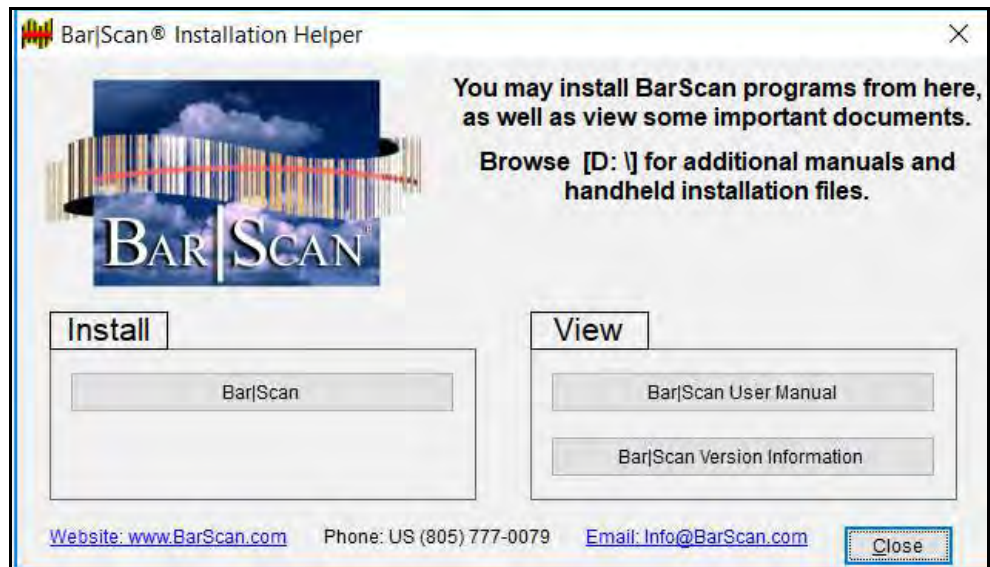 Bar|Scan® Installation Helper
You may install BarScan programs from here,
as well as view some important documents.
Browse [D: \] for additional manuals and
handheld installation files.
BAR|SCAN®
Install
View
Bar|Scan
Bar|Scan User Manual
Bar|Scan Version Information
Website: www.BarScan.com Phone: US (805) 777-0079 Email: Info@BarScan.com Close